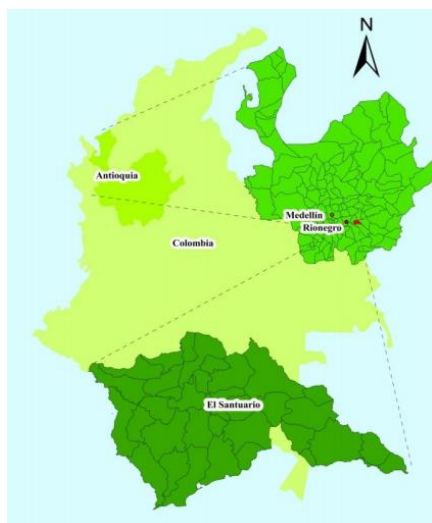 N
Antioquia
Medellín
Rionegro
Colombia
El Santuario